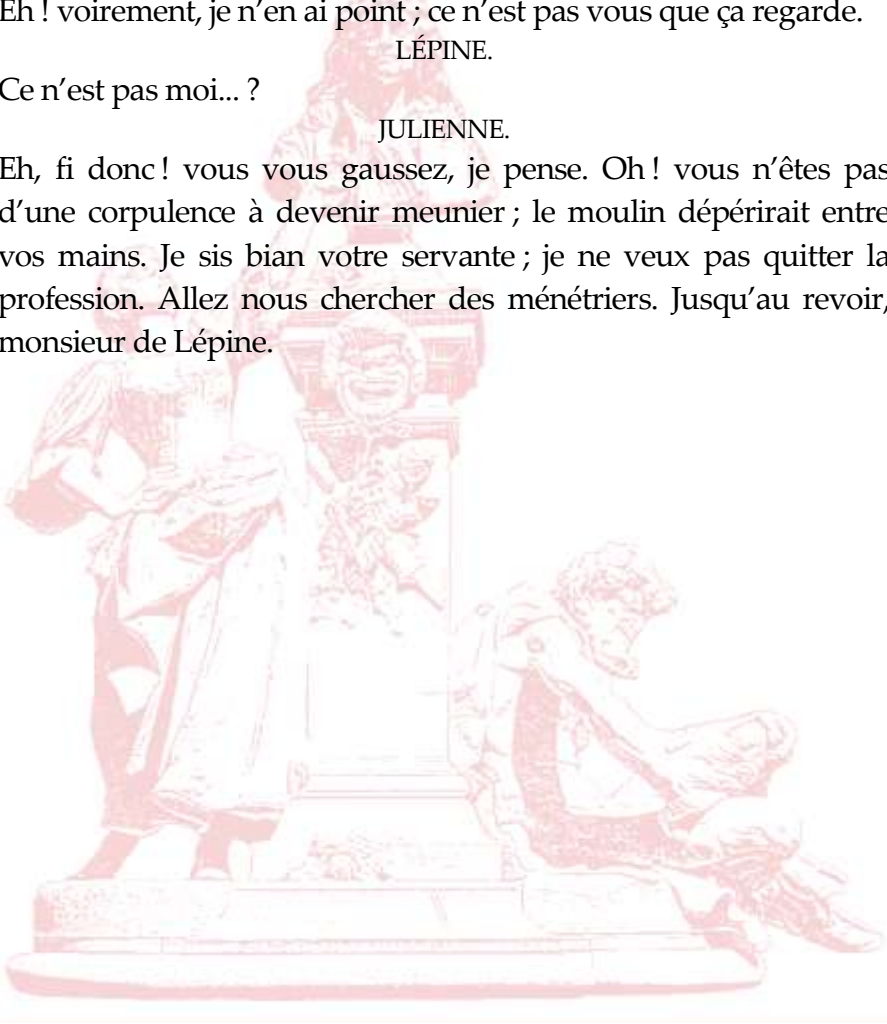 Eh ! voirement, je n’en ai point ; ce n’est pas vous que ça regarde.
LÉPINE.
Ce n’est pas moi... ?
JULIENNE.
Eh, fi donc ! vous vous gaussez, je pense. Oh ! vous n’êtes pas
d’une corpulence à devenir meunier ; le moulin dépérirait entre
vos mains. Je sis bian votre servante ; je ne veux pas quitter la
profession. Allez nous chercher des ménétriers. Jusqu’au revoir,
monsieur de Lépine.